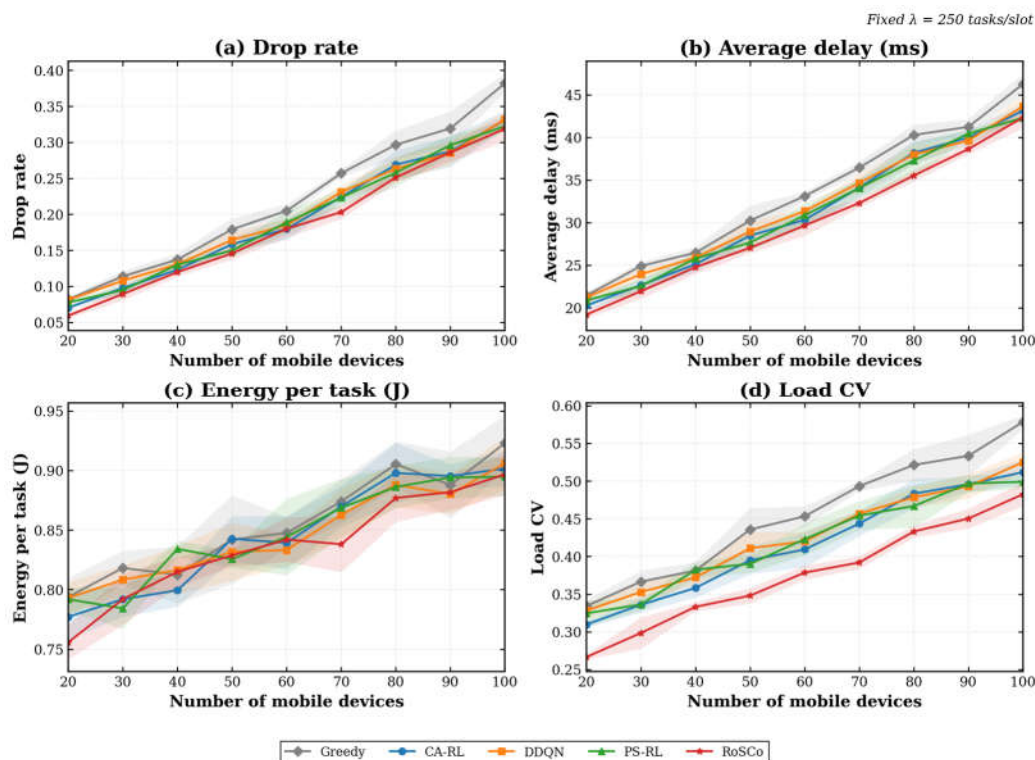 Fixed λ = 250 tasks/slot
(a) Drop rate
Drop rate
0.40
0.35
0.30
0.25
0.20
0.15
0.10
0.05
20 30 40 50 60 70 80 90 100
Number of mobile devices
(b) Average delay (ms)
Average delay (ms)
45
40
35
30
25
20
20 30 40 50 60 70 80 90 100
Number of mobile devices
(c) Energy per task (J)
Energy per task (J)
0.95
0.90
0.85
0.80
0.75
20 30 40 50 60 70 80 90 100
Number of mobile devices
(d) Load CV
Load CV
0.60
0.55
0.50
0.45
0.40
0.35
0.30
0.25
20 30 40 50 60 70 80 90 100
Number of mobile devices
Greedy CA-RL DDQN PS-RL RoSCo